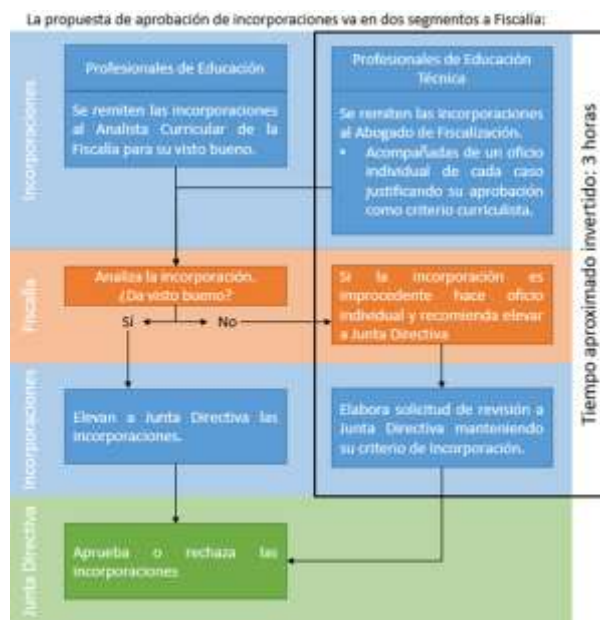 La propuesta de aprobación de incorporaciones va en dos segmentos a Fiscalía:
Incorporaciones
Profesionales de Educación
Se remiten las incorporaciones
al Analista Curricular de la
Fiscalía para su visto bueno.
Profesionales de Educación
Técnica
Se remiten las incorporaciones
al Abogado de Fiscalización.
• Acompañadas de un oficio
individual de cada caso
justificando su aprobación
como criterio curriculista.
Fiscalía
Analiza la incorporación.
¿Da visto bueno?
Sí
No
Si la incorporación es
improcedente hace oficio
individual y recomienda elevar
a Junta Directiva
Incorporaciones
Elevan a Junta Directiva las
incorporaciones.
Elabora solicitud de revisión a
Junta Directiva manteniendo
su criterio de Incorporación.
Junta Directiva
Aprueba o rechaza las
incorporaciones
Tiempo aproximado invertido: 3 horas